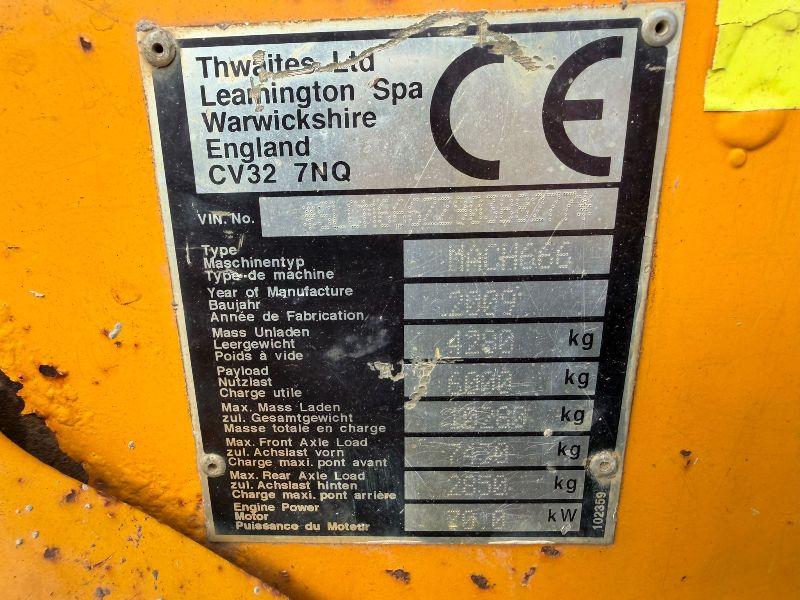 Thwaites Ltd
Leamington Spa
Warwickshire
England
CV32 7NQ
CE
VIN. No.
Type
Maschinentyp
Type de machine
MACH666
Year of Manufacture
Baujahr
Année de Fabrication
2009
Mass Unladen
Leergewicht
Poids à vide
4280 kg
Payload
Nutzlast
Charge utile
6000 kg
Max. Mass Laden
zul. Gesamtgewicht
Masse totale en charge
10280 kg
Max. Front Axle Load
zul. Achslast vorn
Charge maxi. pont avant
kg
Max. Rear Axle Load
zul. Achslast hinten
Charge maxi. pont arrière
2850 kg
Engine Power
Motor
Puissance du Moteur
kW
102359